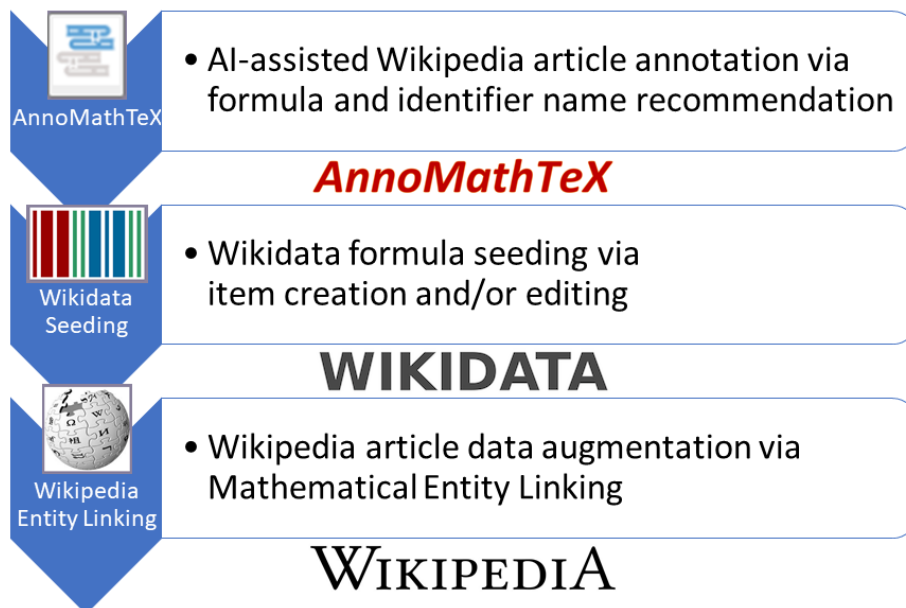 AnnoMathTeX
• AI-assisted Wikipedia article annotation via
formula and identifier name recommendation
AnnoMathTeX
Wikidata
Seeding
• Wikidata formula seeding via
item creation and/or editing
WIKIDATA
Wikipedia
Entity Linking
• Wikipedia article data augmentation via
Mathematical Entity Linking
WIKIPEDIA